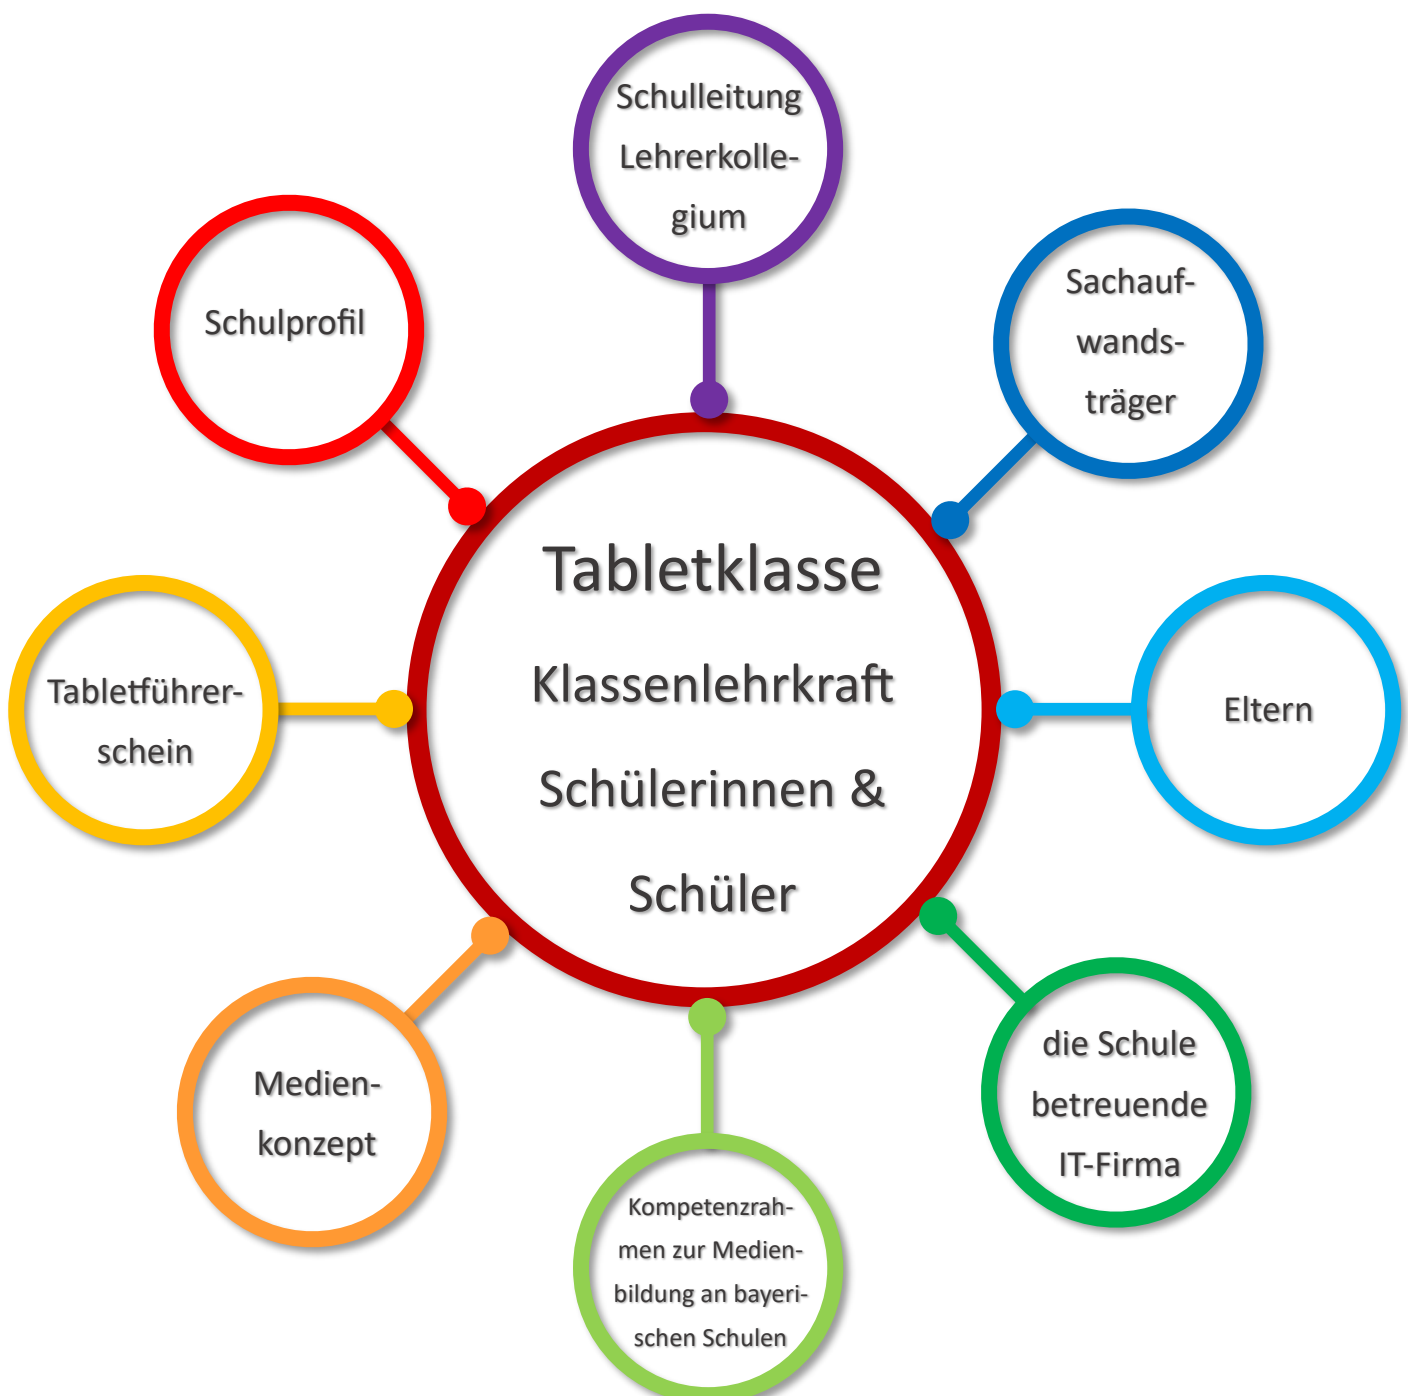 Schulleitung
Lehrerkolle-
gium
Schulprofil
Sachauf-
wands-
träger
Tabletklasse
Klassenlehrkraft
Schülerinnen &
Schüler
Tabletführer-
schein
Eltern
Medien-
konzept
die Schule
betreuende
IT-Firma
Kompetenzrah-
men zur Medien-
bildung an bayeri-
schen Schulen